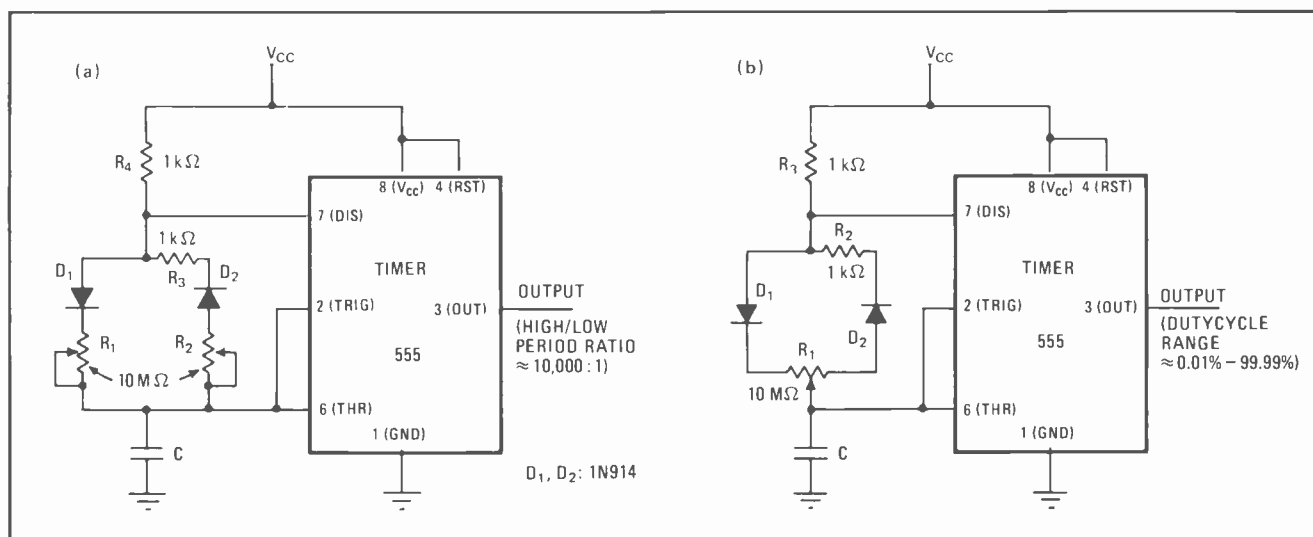 (a)
VCC
R4 1 kΩ
8 (VCC) 4 (RST)
7 (DIS)
1 kΩ
R3
D1
D2
TIMER
2 (TRIG)
3 (OUT)
OUTPUT
(HIGH/LOW
PERIOD RATIO
≈ 10,000 : 1)
R1
R2
555
10 MΩ
6 (THR)
1 (GND)
C
D1, D2: 1N914
(b)
VCC
R3 1 kΩ
8 (VCC) 4 (RST)
7 (DIS)
R2
1 kΩ
D1
D2
TIMER
2 (TRIG)
3 (OUT)
OUTPUT
(DUTYCYCLE
RANGE
≈ 0.01% – 99.99%)
R1
555
10 MΩ
6 (THR)
1 (GND)
C